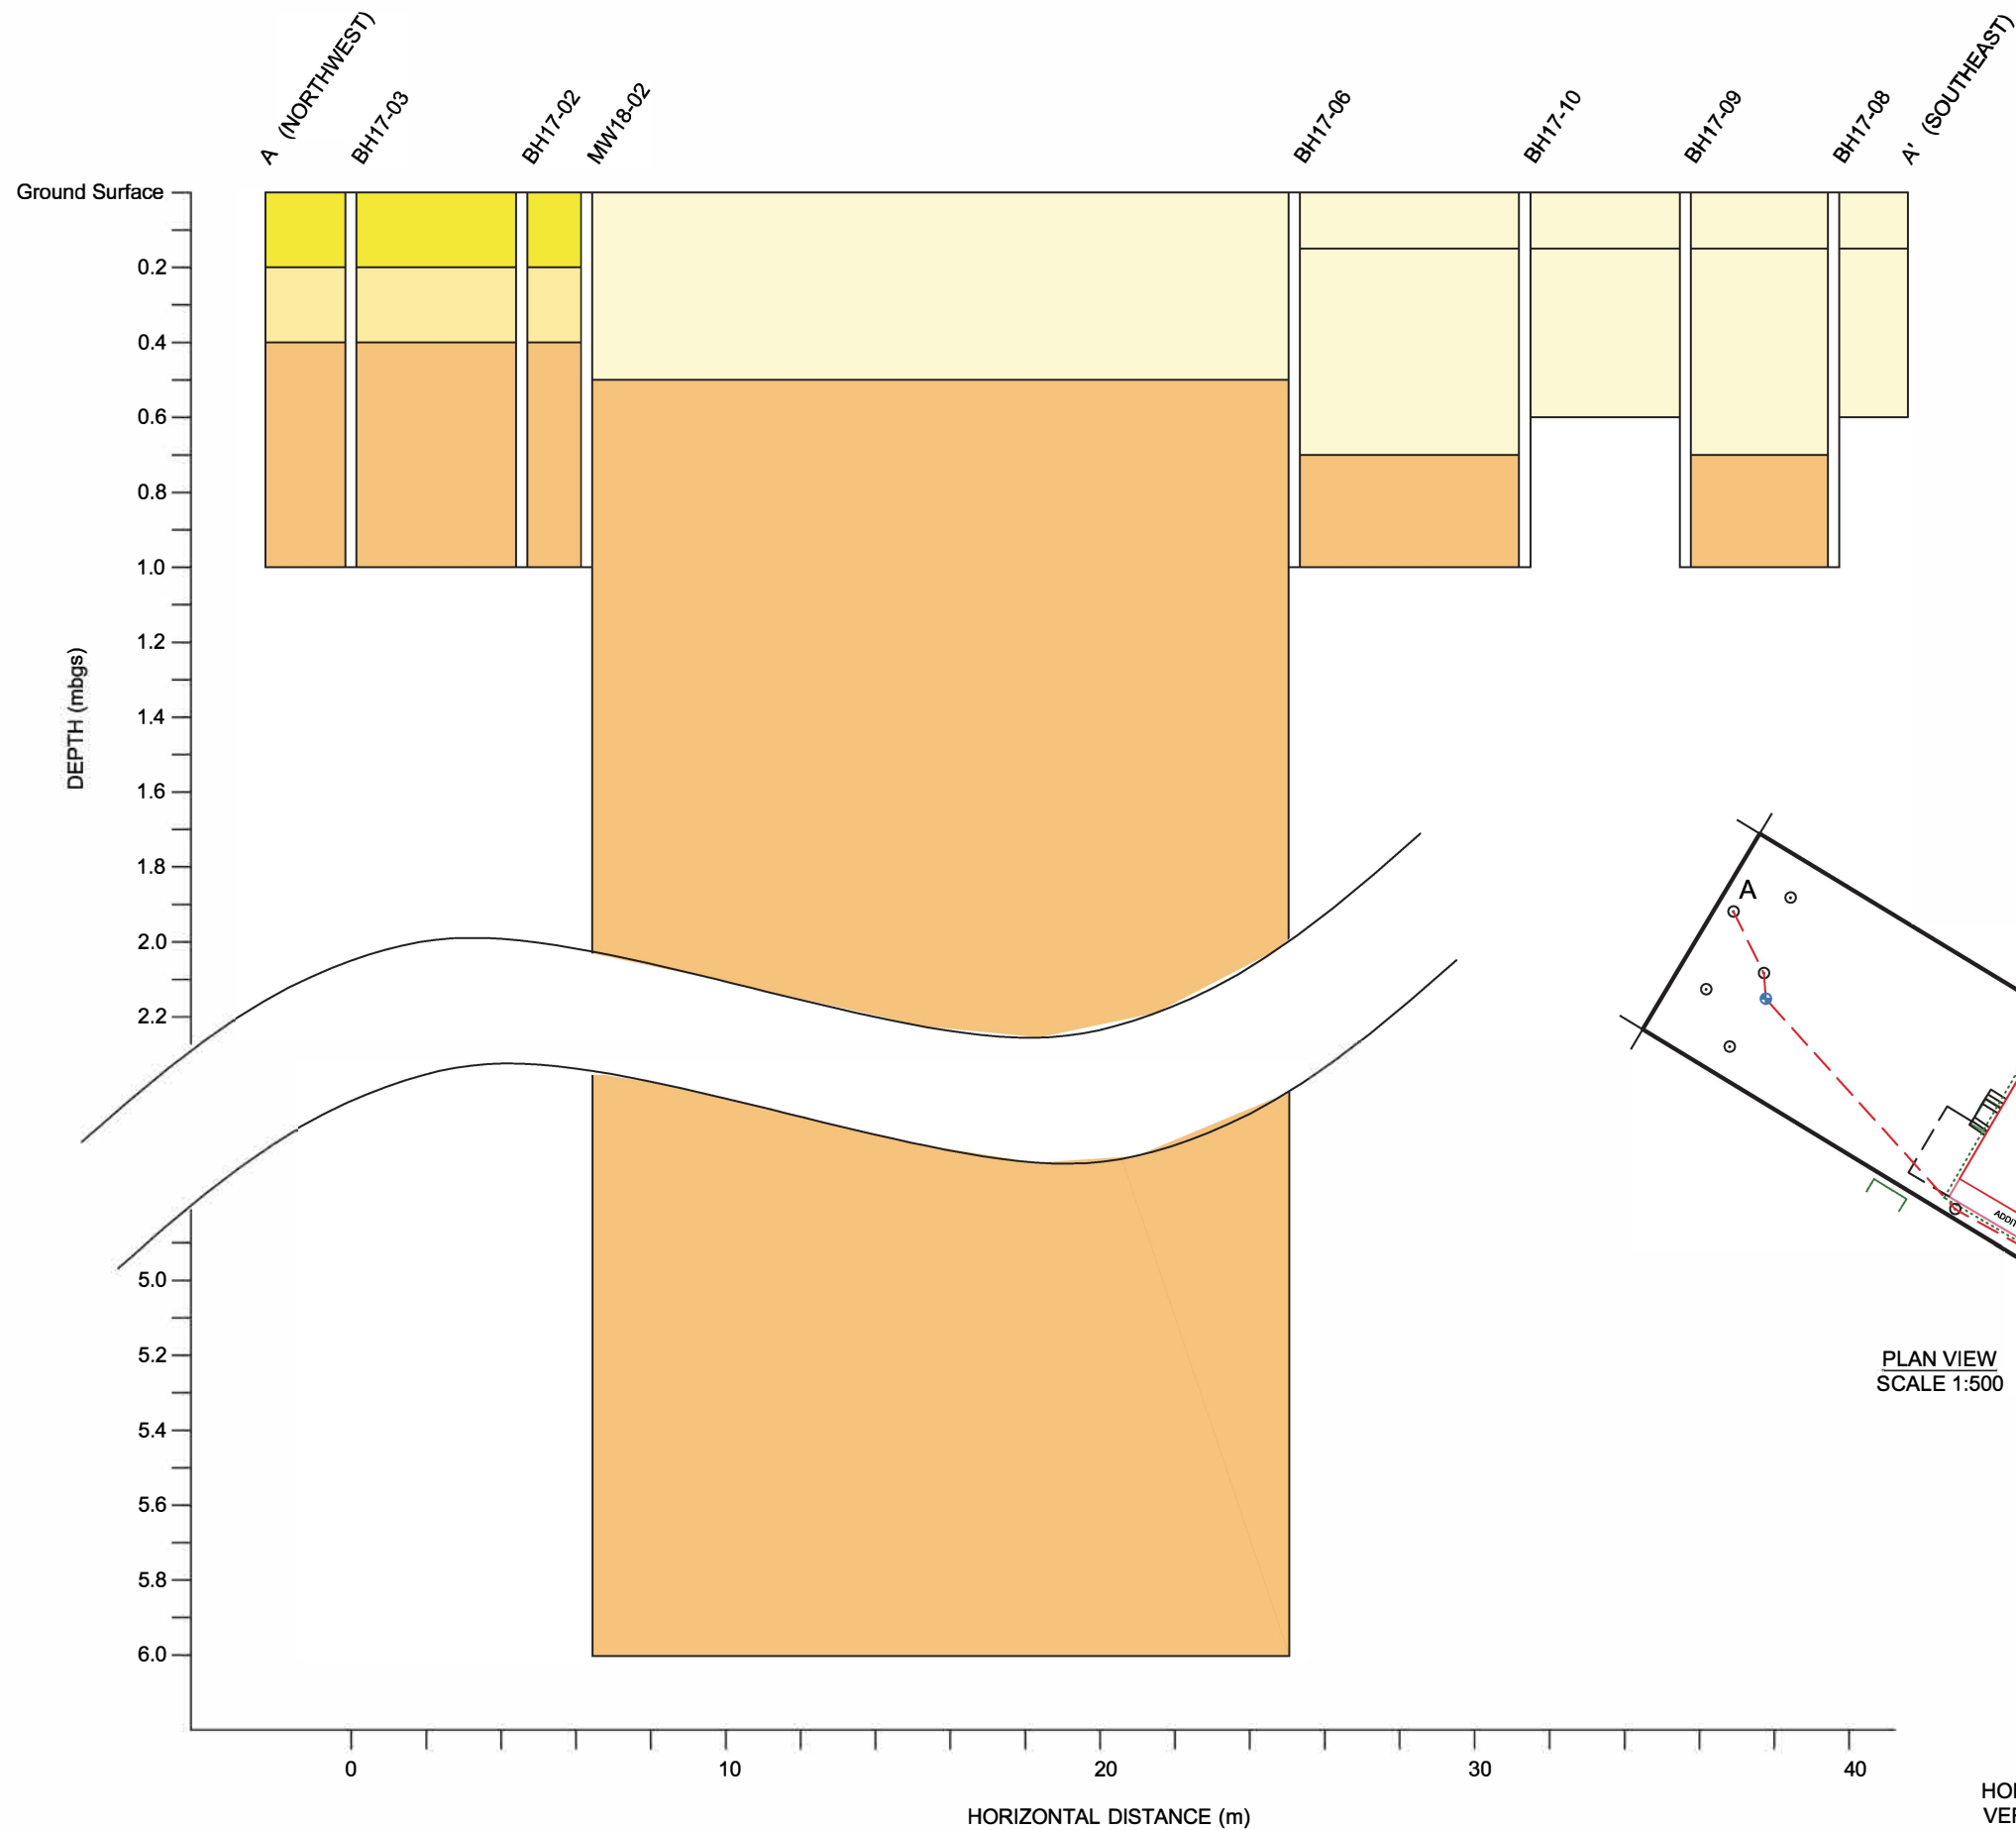 A (NORTHWEST)
BH17-03
BH17-02
MW18-02
BH17-06
BH17-10
BH17-09
BH17-08
A' (SOUTHEAST)
Ground Surface
0.2
0.4
0.6
0.8
1.0
1.2
1.4
1.6
1.8
2.0
2.2
5.0
5.2
5.4
5.6
5.8
6.0
DEPTH (mbgs)
A
ADDIT
PLAN VIEW
SCALE 1:500
0
10
20
30
40
HORIZONTAL DISTANCE (m)
HOI
VEF